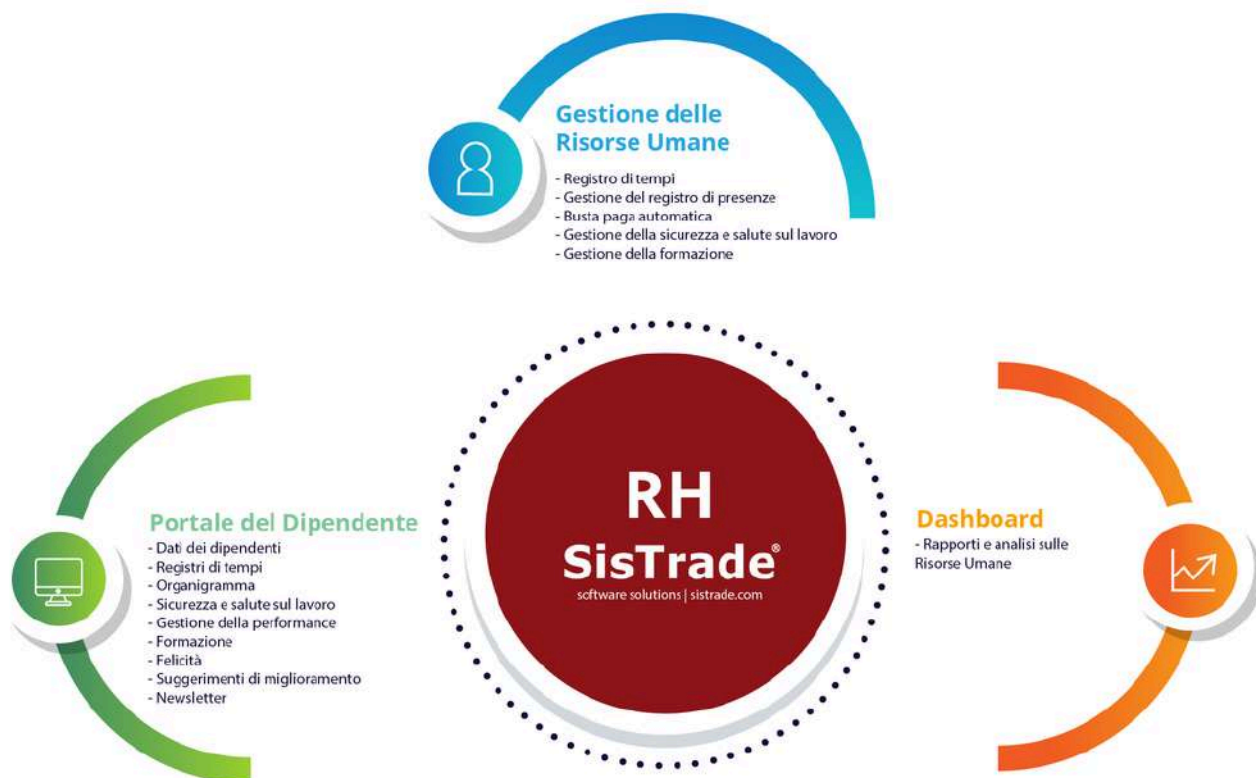 Gestione delle
Risorse Umane
- Registro di tempi
- Gestione del registro di presenze
- Busta paga automatica
- Gestione della sicurezza e salute sul lavoro
- Gestione della formazione
Portale del Dipendente
- Dati dei dipendenti
- Registri di tempi
- Organigramma
- Sicurezza e salute sul lavoro
- Gestione della performance
- Formazione
- Felicità
- Suggerimenti di miglioramento
- Newsletter
RH
SisTrade®
software solutions | sistrade.com
Dashboard
- Rapporti e analisi sulle
Risorse Umane